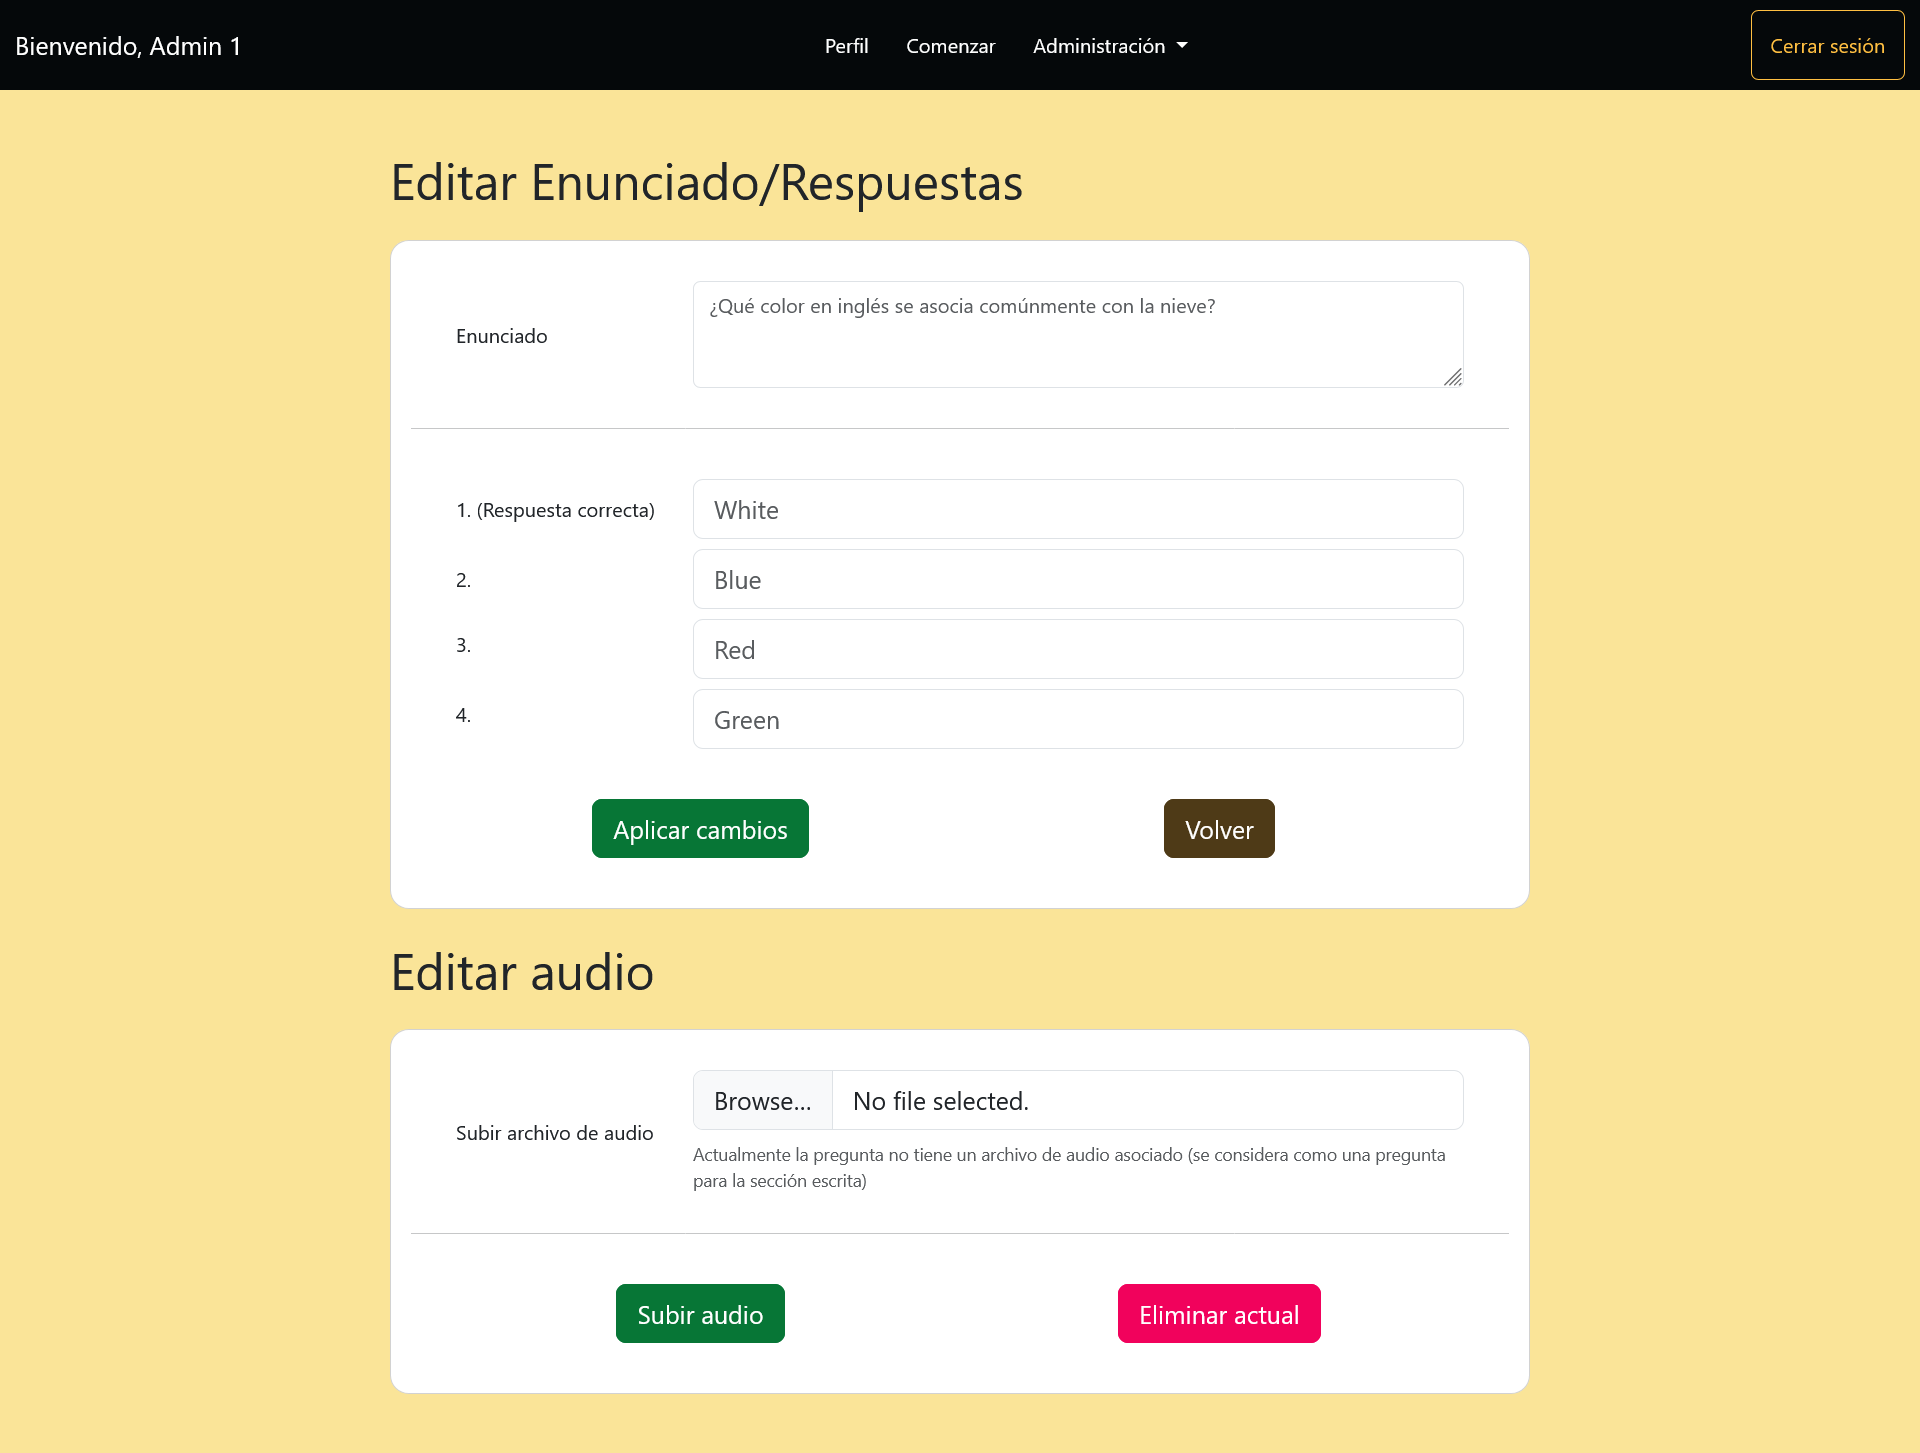 Bienvenido, Admin 1
Perfil
Comenzar
Administración
Cerrar sesión
Editar Enunciado/Respuestas
Enunciado
¿Qué color en inglés se asocia comúnmente con la nieve?
1. (Respuesta correcta)
White
2.
Blue
3.
Red
4.
Green
Aplicar cambios
Volver
Editar audio
Subir archivo de audio
Browse...
No file selected.
Actualmente la pregunta no tiene un archivo de audio asociado (se considera como una pregunta
para la sección escrita)
Subir audio
Eliminar actual